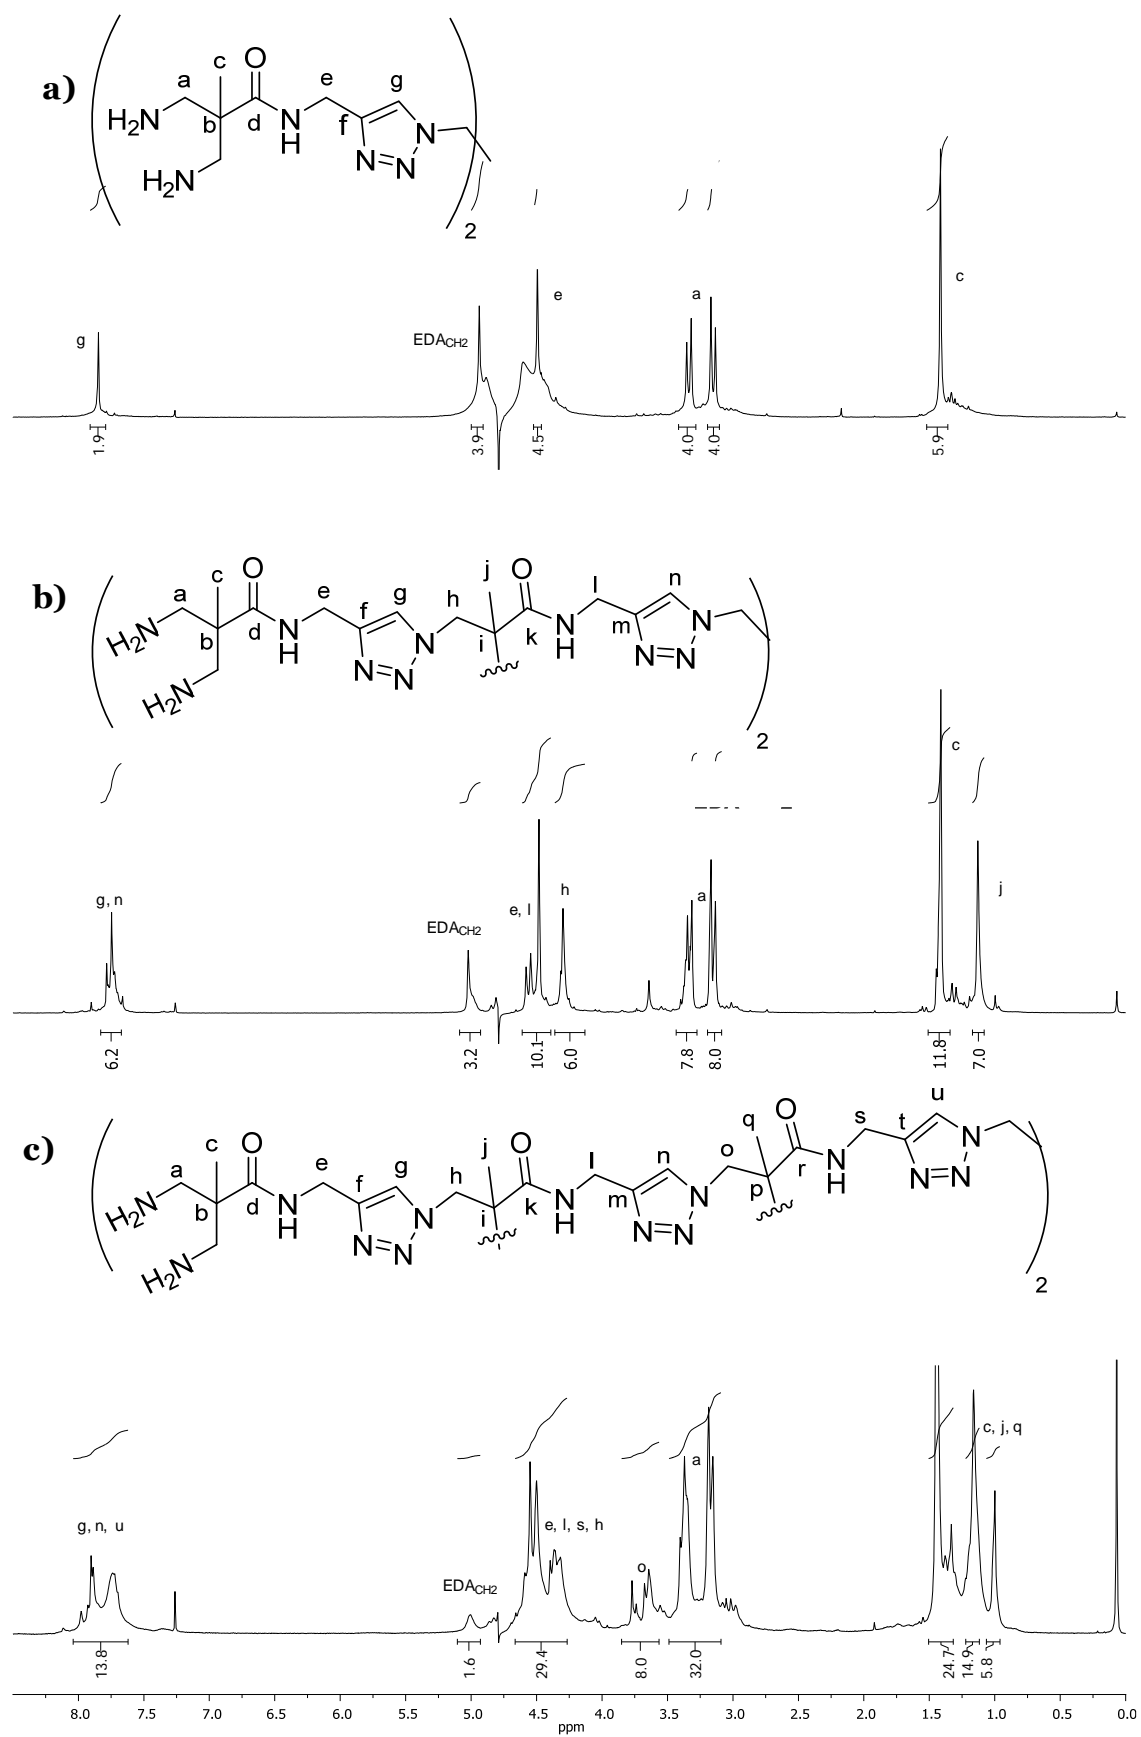 a)
c
O
a
e
g
H2N
b
d
N
H
f
N
N
N
H2N
2
g
EDACH2
e
a
c
1.9
3.9
4.5
4.0
4.0
5.9
b)
c
O
a
e
g
h
j
O
l
n
H2N
b
d
N
H
f
N
N
N
i
k
N
H
m
N
N
N
H2N
2
g, n
EDACH2
e, l
h
a
c
j
6.2
3.2
10.1
6.0
7.8
8.0
11.8
7.0
c)
c
O
a
e
g
h
j
O
l
n
o
q
O
s
t
u
H2N
b
d
N
H
f
N
N
N
i
k
N
H
m
N
N
N
p
r
N
H
N
N
N
H2N
2
g, n, u
EDACH2
e, l, s, h
o
a
c, j, q
13.8
1.6
29.4
8.0
32.0
24.7
14.9
5.8
8.0 7.5 7.0 6.5 6.0 5.5 5.0 4.5 4.0 3.5 3.0 2.5 2.0 1.5 1.0 0.5 0.0
ppm